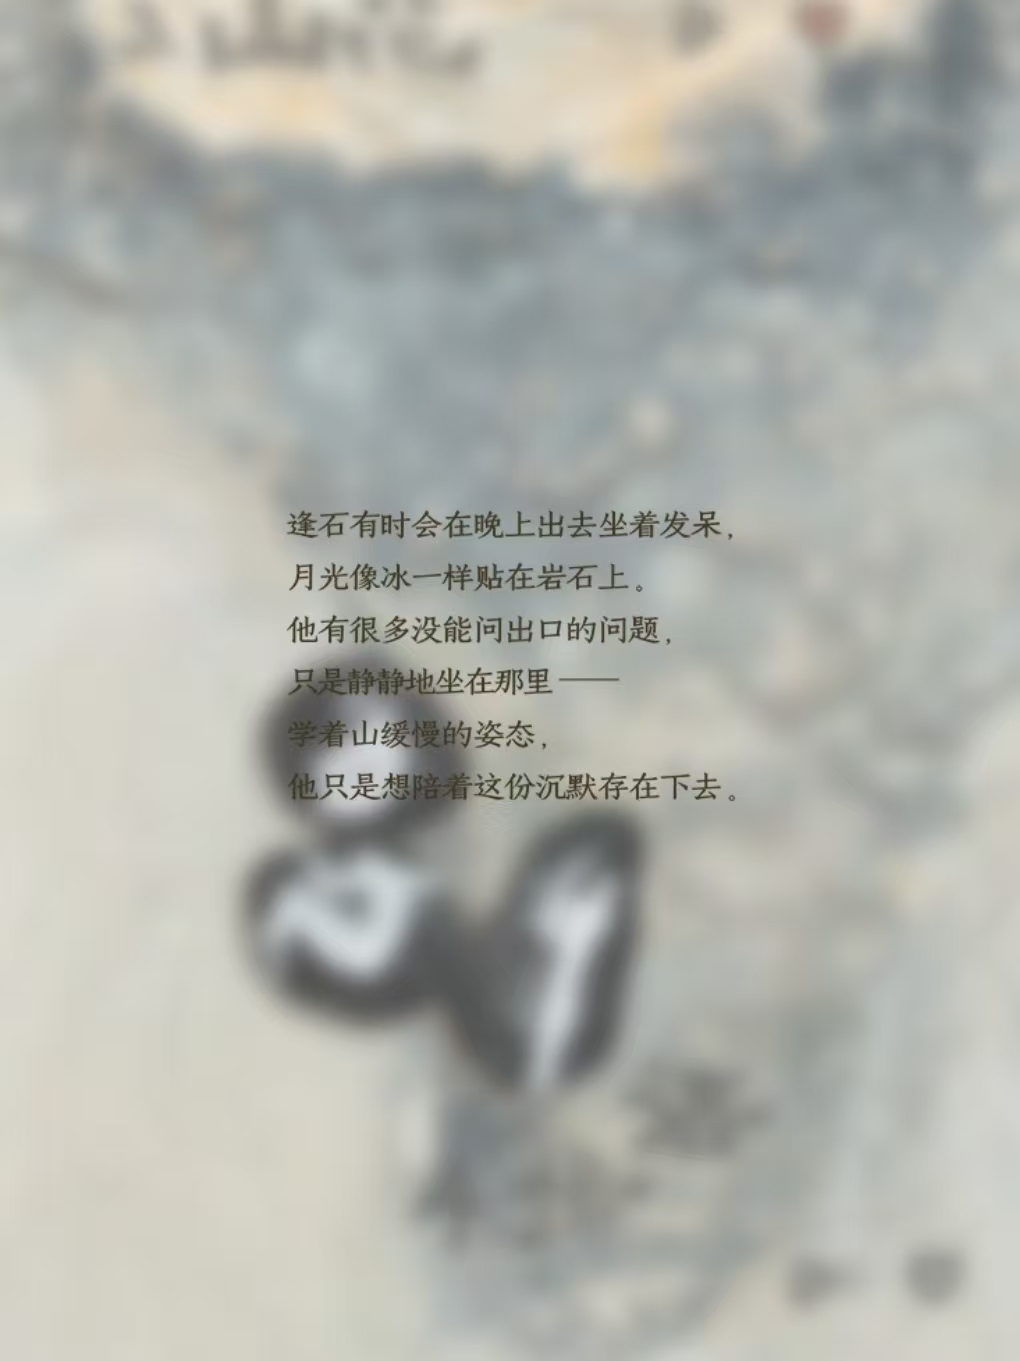 逢石有时会在晚上出去坐着发呆，
月光像冰一样贴在岩石上。
他有很多没能问出口的问题，
只是静静地坐在那里——
学着山缓慢的姿态，
他只是想陪着这份沉默存在下去。